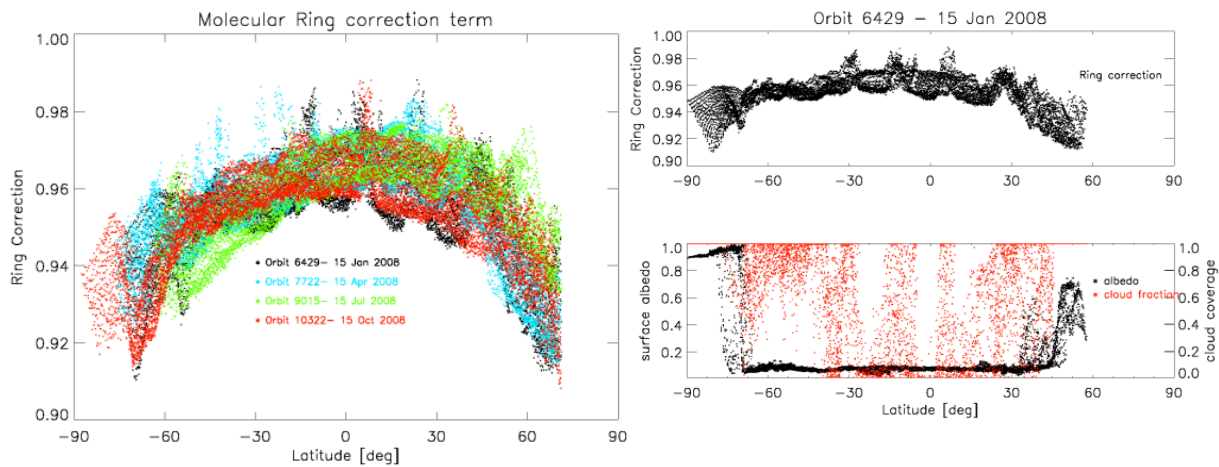 Molecular Ring correction term
1.00
0.98
0.96
0.94
0.92
0.90
Ring Correction
Orbit 6429− 15 Jan 2008
Orbit 7722− 15 Apr 2008
Orbit 9015− 15 Jul 2008
Orbit 10322− 15 Oct 2008
−90 −60 −30 0 30 60 90
Latitude [deg]
Orbit 6429 − 15 Jan 2008
1.00
0.98
0.96
0.94
0.92
0.90
Ring Correction
Ring correction
−90 −60 −30 0 30 60 90
1.0
0.8
0.6
0.4
0.2
surface albedo
albedo
cloud fraction
1.0
0.8
0.6
0.4
0.2
0.0
cloud coverage
−90 −60 −30 0 30 60 90
Latitude [deg]